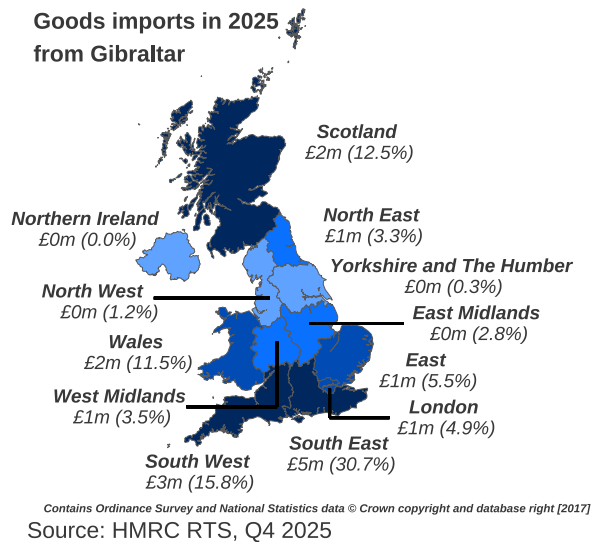 Goods imports in 2025
from Gibraltar
Scotland
£2m (12.5%)
Northern Ireland
£0m (0.0%)
North East
£1m (3.3%)
Yorkshire and The Humber
£0m (0.3%)
North West
£0m (1.2%)
East Midlands
£0m (2.8%)
Wales
£2m (11.5%)
East
£1m (5.5%)
West Midlands
£1m (3.5%)
London
£1m (4.9%)
South East
£5m (30.7%)
South West
£3m (15.8%)
Contains Ordinance Survey and National Statistics data © Crown copyright and database right [2017]
Source: HMRC RTS, Q4 2025